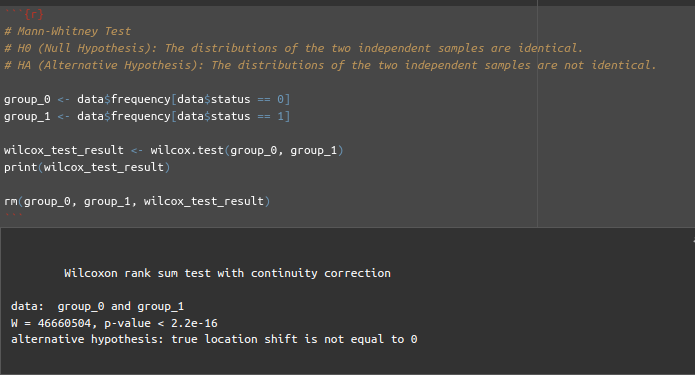 ```{r}
# Mann-Whitney Test
# H0 (Null Hypothesis): The distributions of the two independent samples are identical.
# HA (Alternative Hypothesis): The distributions of the two independent samples are not identical.
group_0 <- data$frequency[data$status == 0]
group_1 <- data$frequency[data$status == 1]
wilcox_test_result <- wilcox.test(group_0, group_1)
print(wilcox_test_result)
rm(group_0, group_1, wilcox_test_result)
```
Wilcoxon rank sum test with continuity correction
data:  group_0 and group_1
W = 46660504, p-value < 2.2e-16
alternative hypothesis: true location shift is not equal to 0